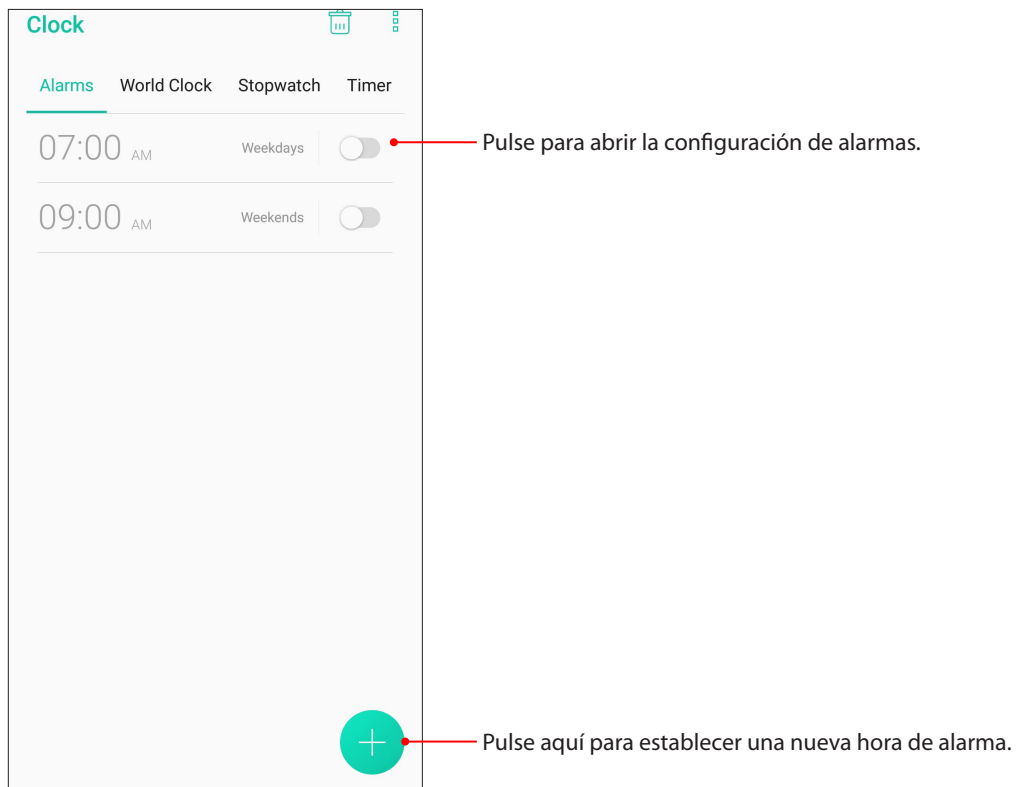 Clock
Alarms World Clock Stopwatch Timer
07:00 AM Weekdays
Pulse para abrir la configuración de alarmas.
09:00 AM Weekends
Pulse aquí para establecer una nueva hora de alarma.